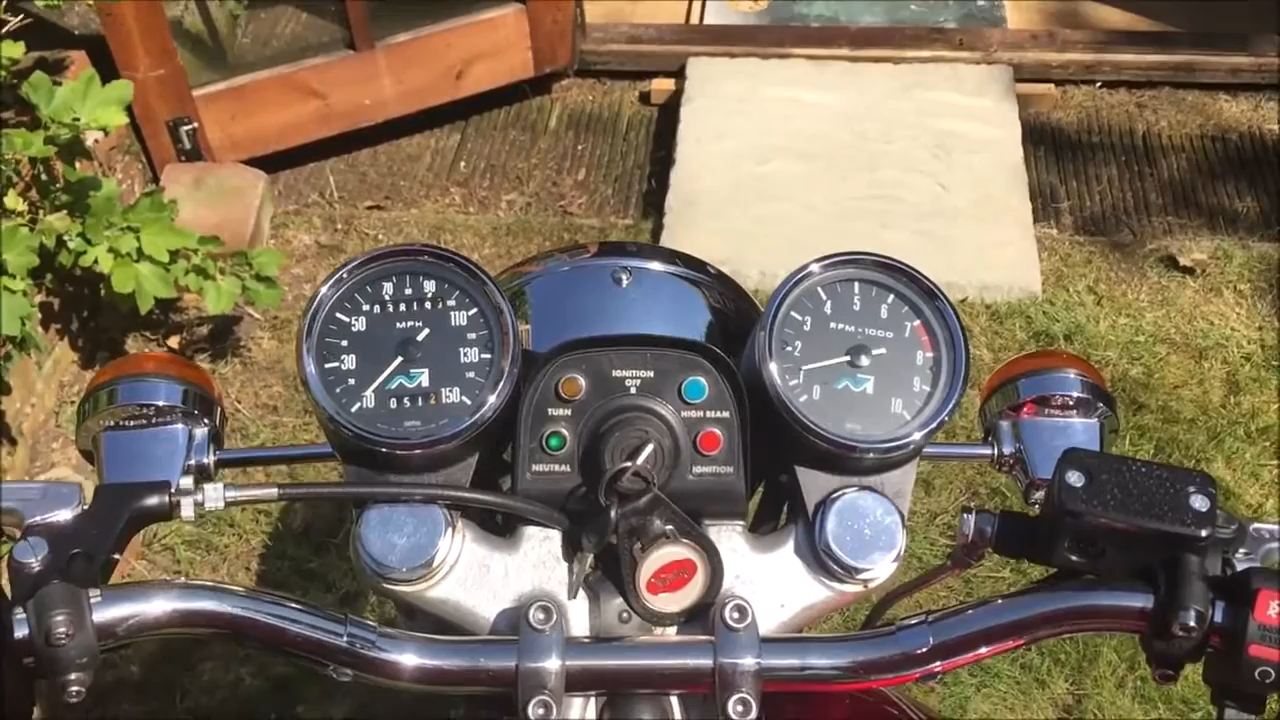 70 90
50 110
MPH
30 130
10 150
0512
IGNITION
OFF
TURN
HIGH BEAM
NEUTRAL
IGNITION
4 5 6
3 7
RPM × 1000
2 8
1 9
0 10